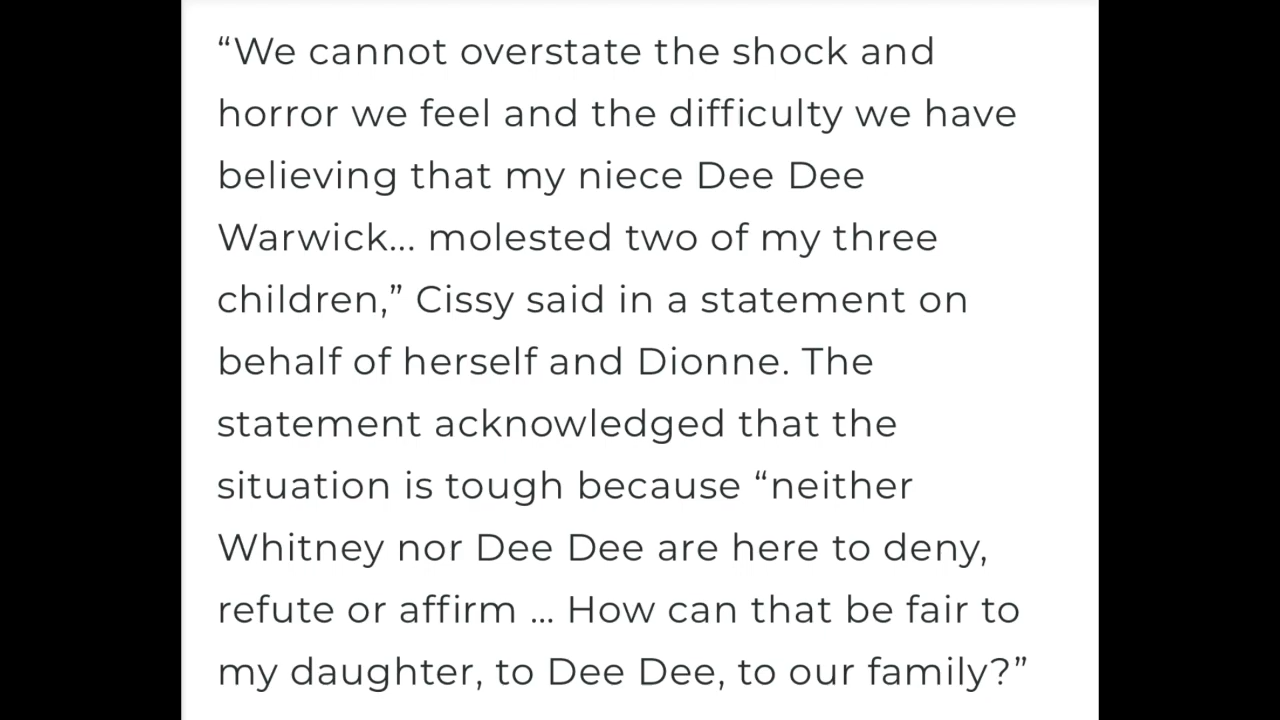 “We cannot overstate the shock and
horror we feel and the difficulty we have
believing that my niece Dee Dee
Warwick... molested two of my three
children,” Cissy said in a statement on
behalf of herself and Dionne. The
statement acknowledged that the
situation is tough because “neither
Whitney nor Dee Dee are here to deny,
refute or affirm ... How can that be fair to
my daughter, to Dee Dee, to our family?”